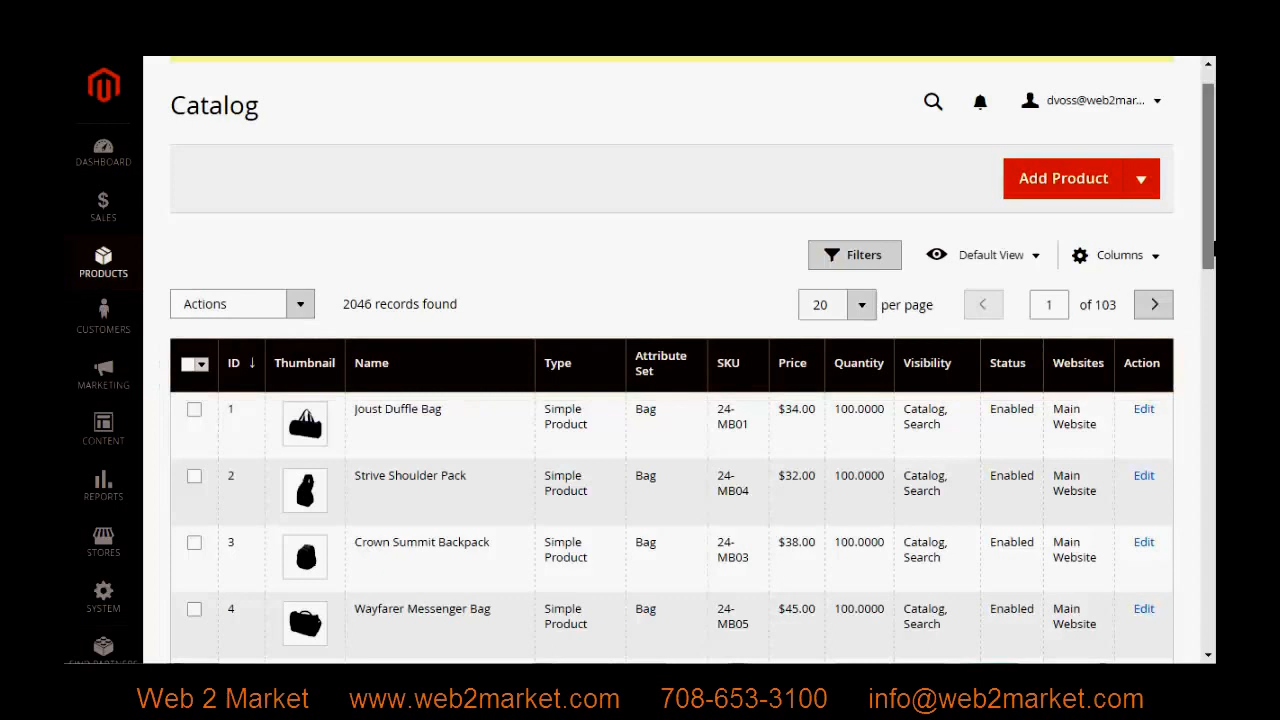 Catalog
dvoss@web2mar...
DASHBOARD
SALES
PRODUCTS
CUSTOMERS
MARKETING
CONTENT
REPORTS
STORES
SYSTEM
FIND PARTNERS
Add Product
Filters
Default View
Columns
Actions
2046 records found
20 per page
1 of 103
ID ↓ Thumbnail Name Type Attribute Set SKU Price Quantity Visibility Status Websites Action
1 Joust Duffle Bag Simple Product Bag 24-MB01 $34.00 100.0000 Catalog, Search Enabled Main Website Edit
2 Strive Shoulder Pack Simple Product Bag 24-MB04 $32.00 100.0000 Catalog, Search Enabled Main Website Edit
3 Crown Summit Backpack Simple Product Bag 24-MB03 $38.00 100.0000 Catalog, Search Enabled Main Website Edit
4 Wayfarer Messenger Bag Simple Product Bag 24-MB05 $45.00 100.0000 Catalog, Search Enabled Main Website Edit
Web 2 Market www.web2market.com 708-653-3100 info@web2market.com